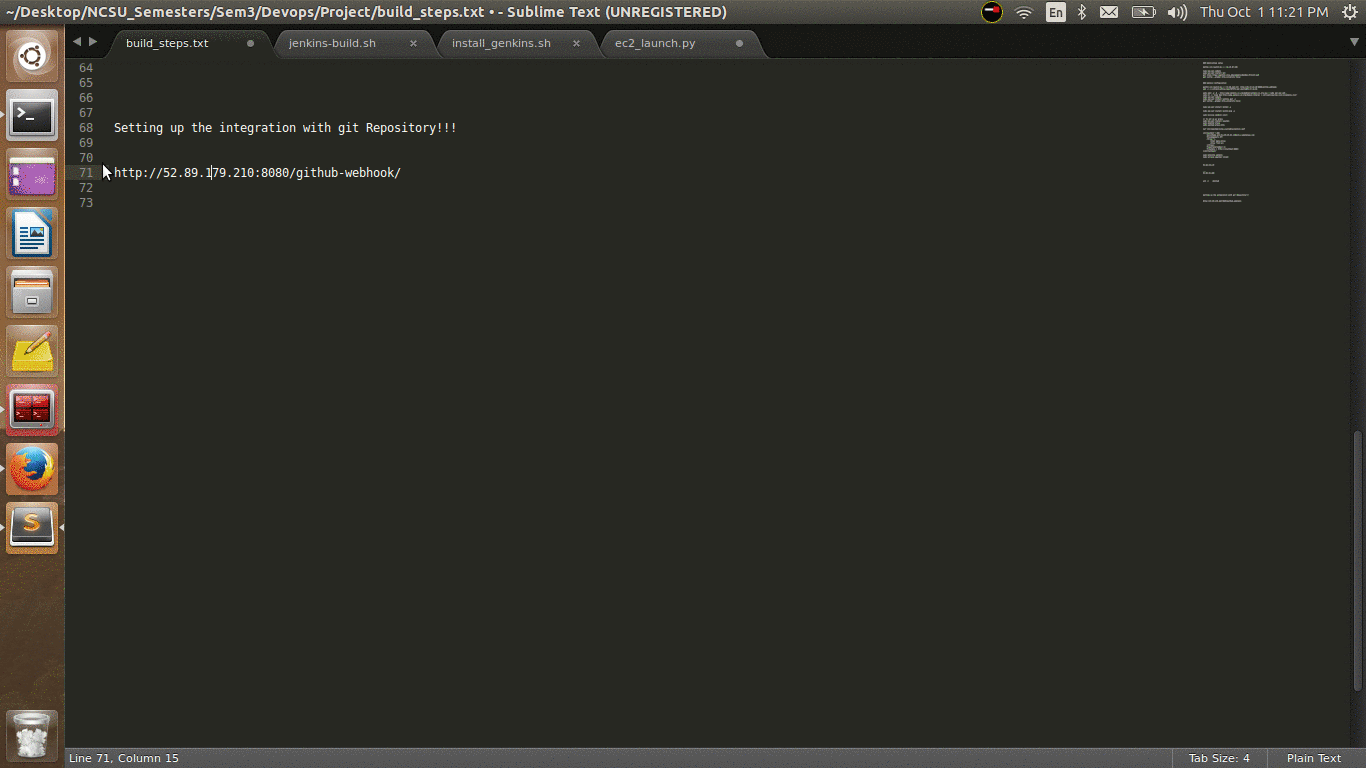 ~/Desktop/NCSU_Semesters/Sem3/Devops/Project/build_steps.txt • - Sublime Text (UNREGISTERED)
En
Thu Oct 1 11:21 PM
build_steps.txt
jenkins-build.sh
install_genkins.sh
ec2_launch.py
64
65
66
67
68 Setting up the integration with git Repository!!!
69
70
71 http://52.89.179.210:8080/github-webhook/
72
73
Line 71, Column 15
Tab Size: 4
Plain Text